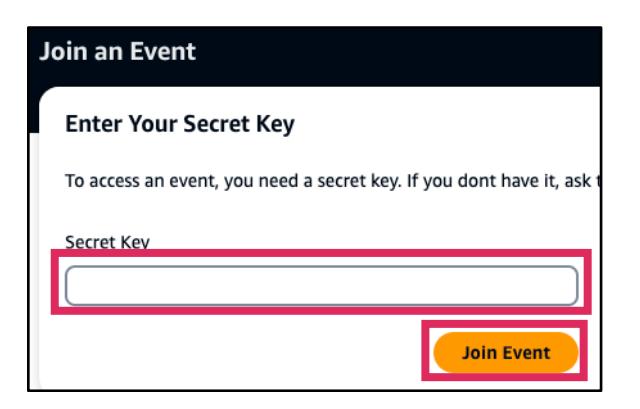 Join an Event
Enter Your Secret Key
To access an event, you need a secret key. If you dont have it, ask
Secret Key
Join Event